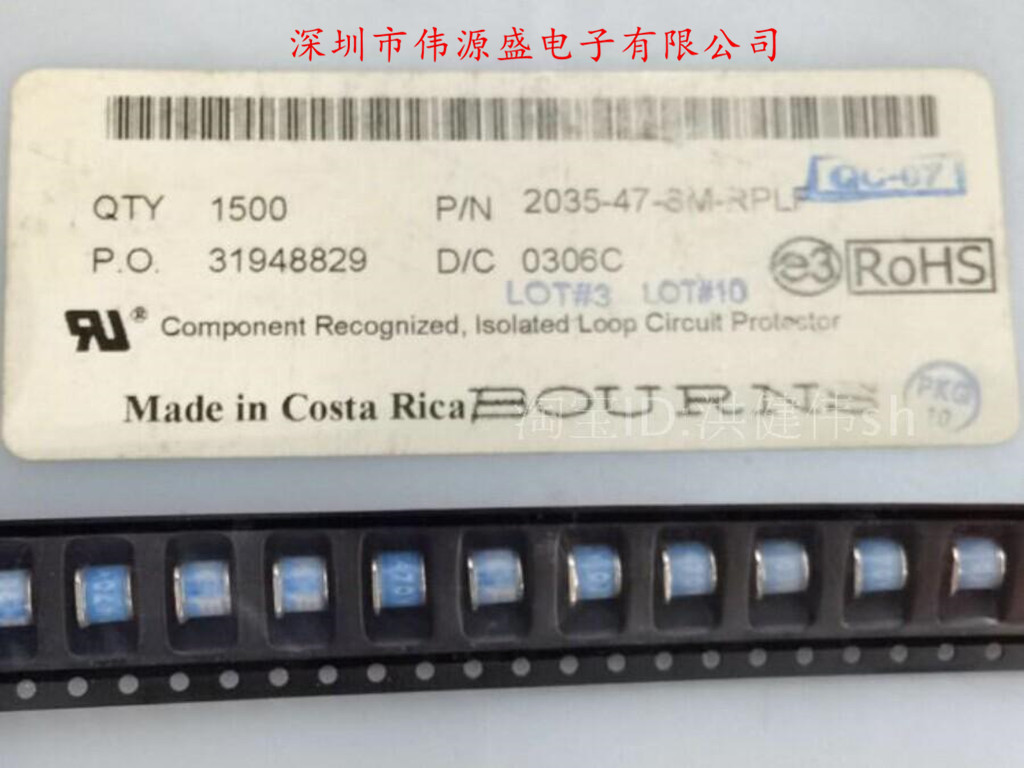 深圳市伟源盛电子有限公司
QC-07
QTY 1500 P/N 2035-47-SM-RPLF
P.O. 31948829 D/C 0306C e3 RoHS
LOT#3 LOT#10
® Component Recognized, Isolated Loop Circuit Protector
Made in Costa Rica BOURNS
PKG 10
淘宝ID:洪健伟sh
470